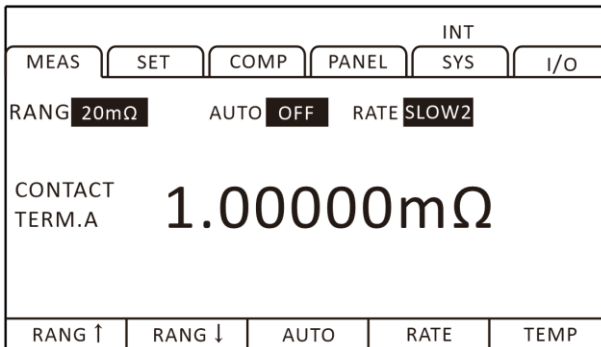 INT
MEAS SET COMP PANEL SYS I/O
RANG 20mΩ AUTO OFF RATE SLOW2
CONTACT
TERM.A
1.00000mΩ
RANG↑ RANG↓ AUTO RATE TEMP